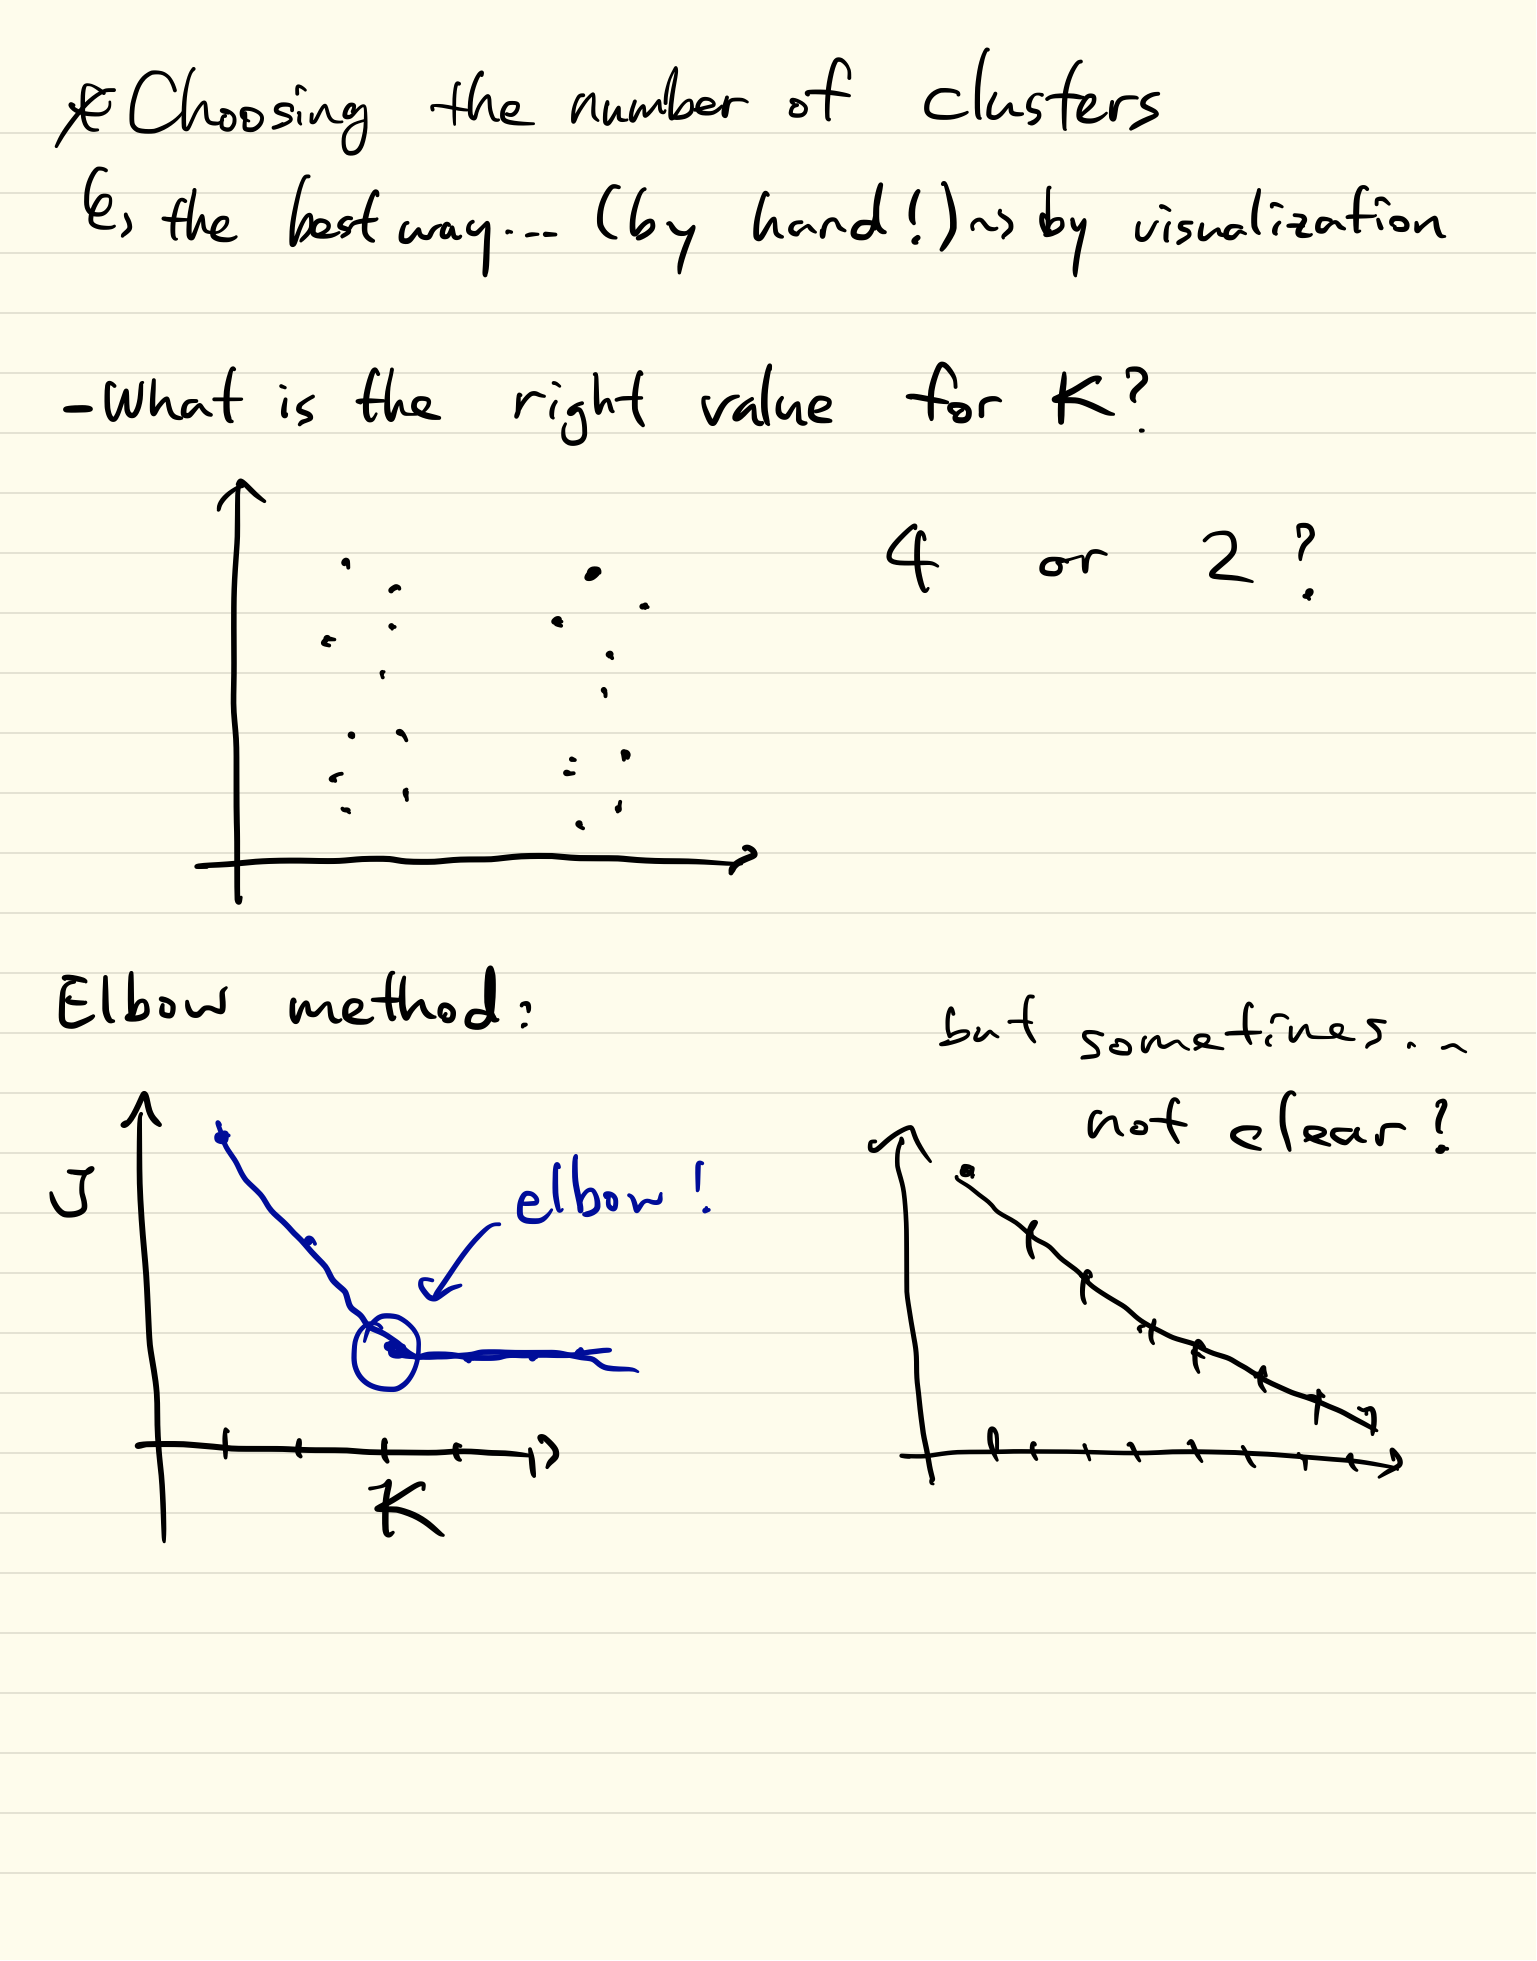 * Choosing the number of clusters
↳ the best way... (by hand!) ~> by visualization
- What is the right value for K?
4 or 2?
Elbow method:
but sometimes...
not clear!
J
elbow!
K